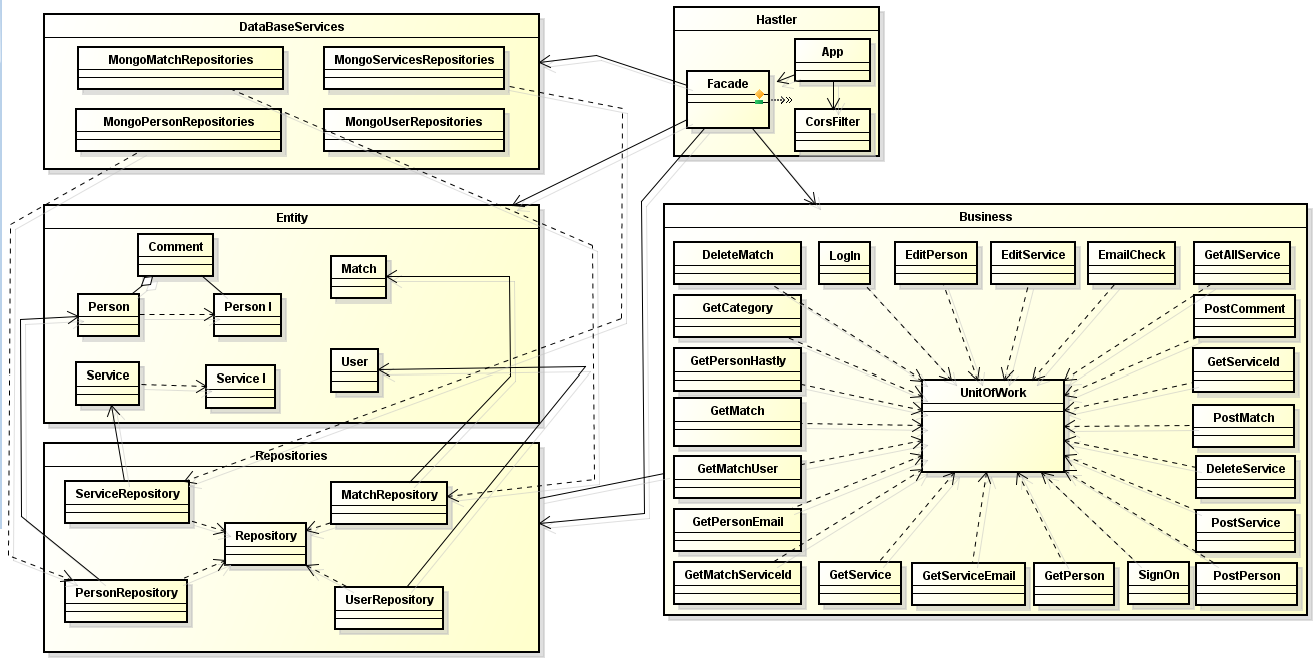 DataBaseServices
MongoMatchRepositories
MongoServicesRepositories
MongoPersonRepositories
MongoUserRepositories
Hastler
App
Facade
CorsFilter
Entity
Comment
Match
Person
Person I
User
Service
Service I
Repositories
ServiceRepository
MatchRepository
Repository
PersonRepository
UserRepository
Business
DeleteMatch
LogIn
EditPerson
EditService
EmailCheck
GetAllService
GetCategory
PostComment
GetPersonHastly
GetServiceId
UnitOfWork
GetMatch
PostMatch
GetMatchUser
DeleteService
GetPersonEmail
PostService
GetMatchServiceId
GetService
GetServiceEmail
GetPerson
SignOn
PostPerson